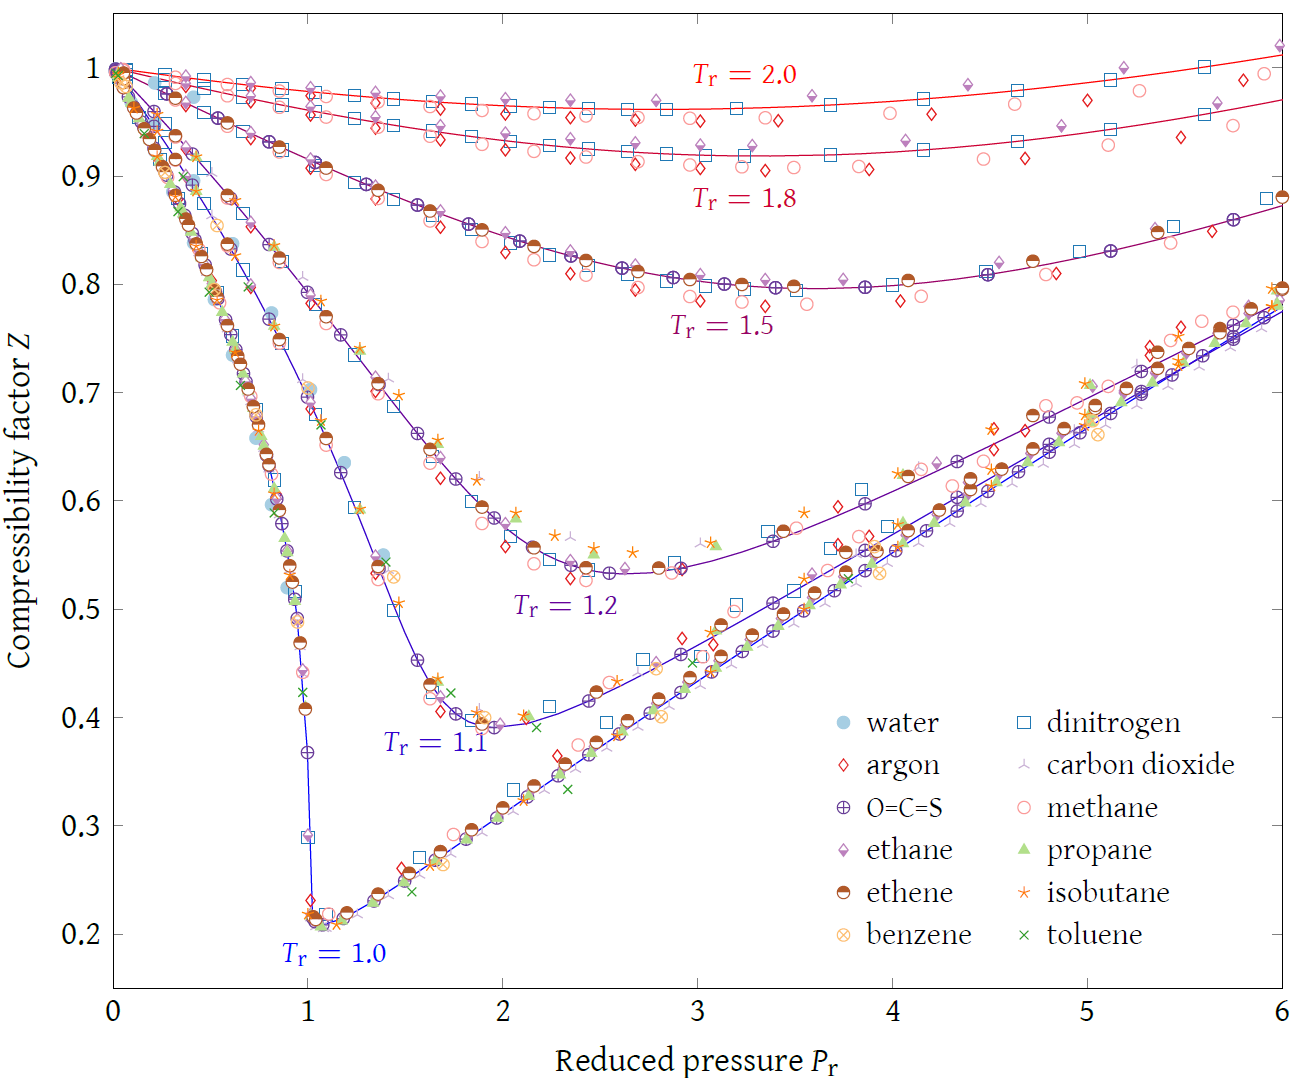 Compressibility factor Z
1
0.9
0.8
0.7
0.6
0.5
0.4
0.3
0.2
Tr = 2.0
Tr = 1.8
Tr = 1.5
Tr = 1.2
Tr = 1.1
Tr = 1.0
water dinitrogen
argon carbon dioxide
O=C=S methane
ethane propane
ethene isobutane
benzene toluene
0 1 2 3 4 5 6
Reduced pressure Pr